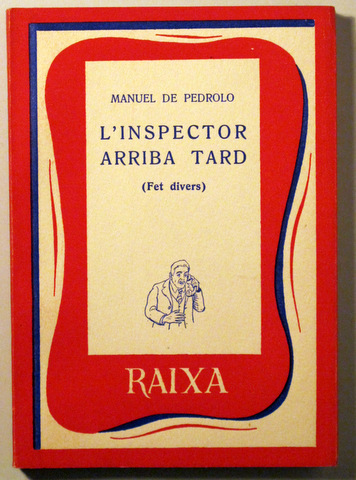 MANUEL DE PEDROLO
L'INSPECTOR
ARRIBA TARD
(Fet divers)
RAIXA